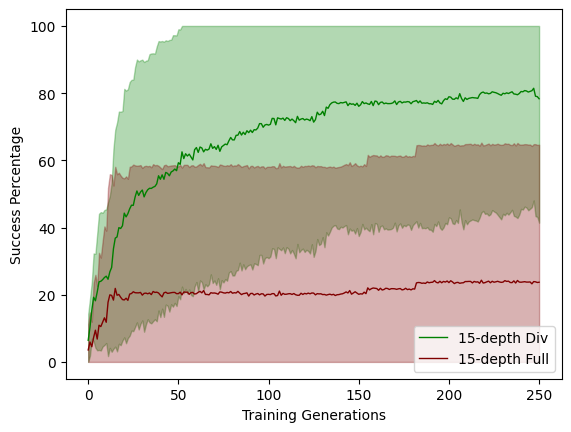 100
80
60
40
20
0
Success Percentage
0 50 100 150 200 250
Training Generations
15-depth Div
15-depth Full